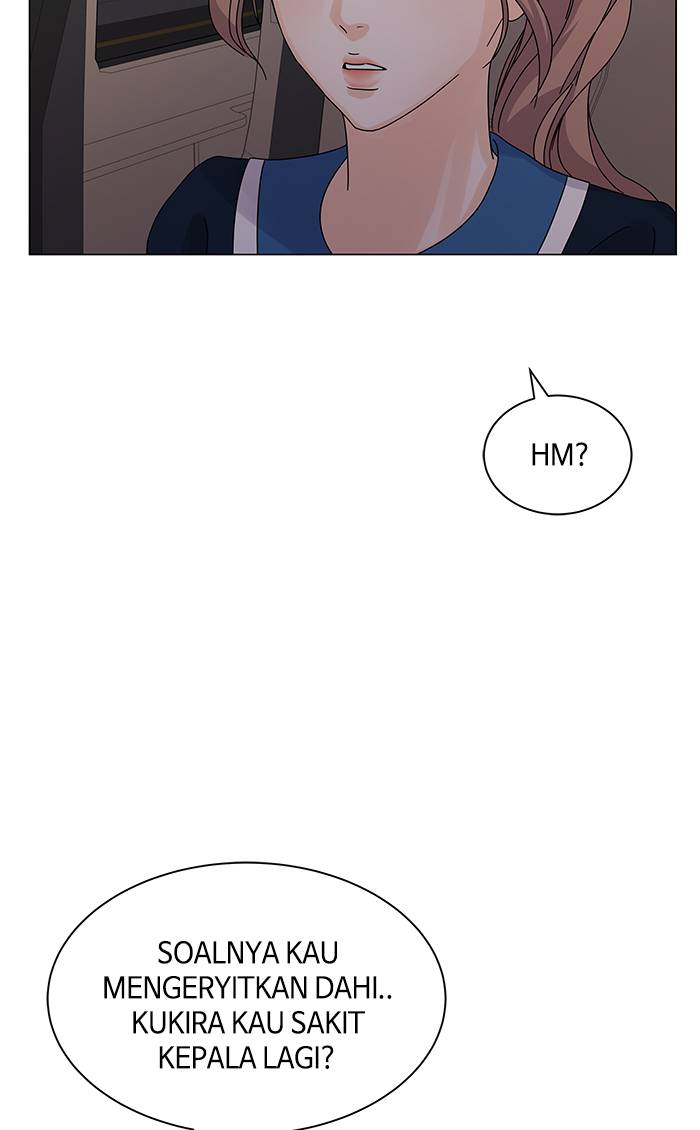 HM?
SOALNYA KAU
MENGERYITKAN DAHI..
KUKIRA KAU SAKIT
KEPALA LAGI?